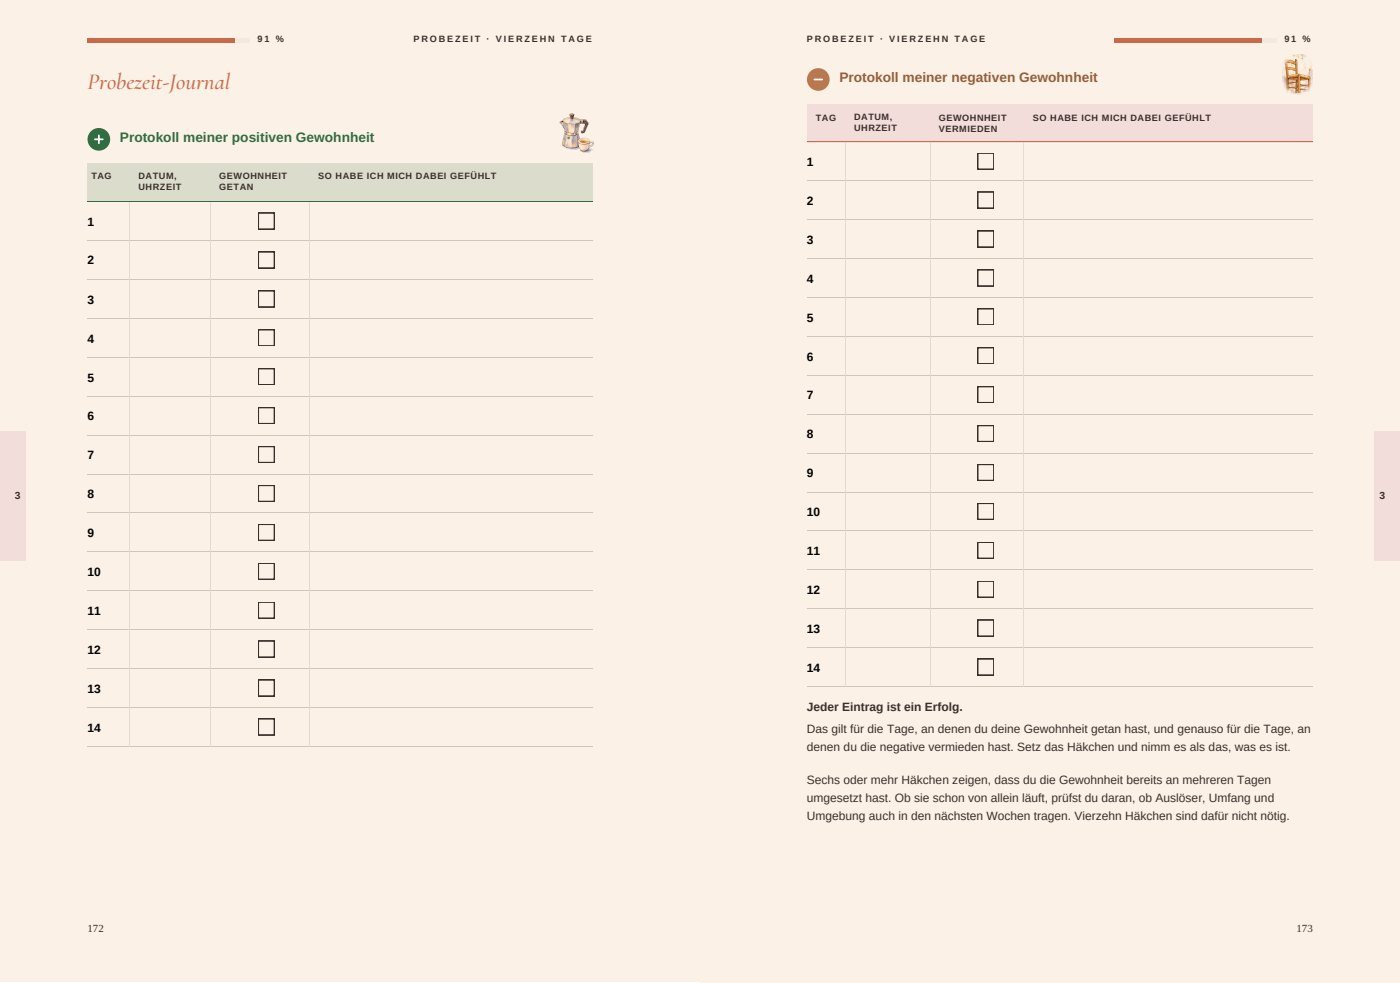 91 %
PROBEZEIT · VIERZEHN TAGE
Probezeit-Journal
+ Protokoll meiner positiven Gewohnheit
TAG DATUM, UHRZEIT GEWOHNHEIT GETAN SO HABE ICH MICH DABEI GEFÜHLT
1
2
3
4
5
6
7
8
9
10
11
12
13
14
3
172
PROBEZEIT · VIERZEHN TAGE
91 %
– Protokoll meiner negativen Gewohnheit
TAG DATUM, UHRZEIT GEWOHNHEIT VERMIEDEN SO HABE ICH MICH DABEI GEFÜHLT
1
2
3
4
5
6
7
8
9
10
11
12
13
14
Jeder Eintrag ist ein Erfolg.
Das gilt für die Tage, an denen du deine Gewohnheit getan hast, und genauso für die Tage, an
denen du die negative vermieden hast. Setz das Häkchen und nimm es als das, was es ist.
Sechs oder mehr Häkchen zeigen, dass du die Gewohnheit bereits an mehreren Tagen
umgesetzt hast. Ob sie schon von allein läuft, prüfst du daran, ob Auslöser, Umfang und
Umgebung auch in den nächsten Wochen tragen. Vierzehn Häkchen sind dafür nicht nötig.
3
173